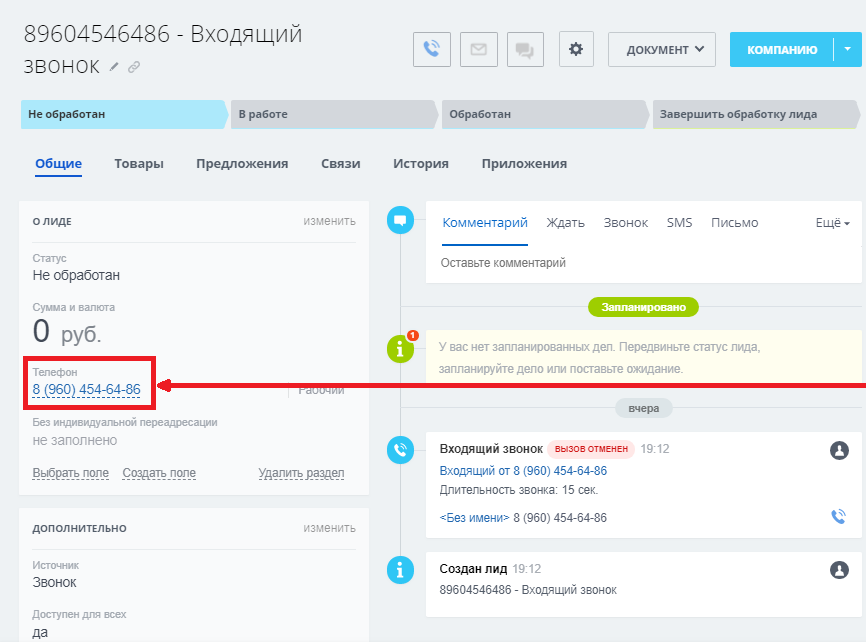 89604546486 - Входящий
звонок
ДОКУМЕНТ
КОМПАНИЮ
Не обработан
В работе
Обработан
Завершить обработку лида
Общие
Товары
Предложения
Связи
История
Приложения
О ЛИДЕ
изменить
Статус
Не обработан
Сумма и валюта
0 руб.
Телефон
8 (960) 454-64-86
Рабочий
Без индивидуальной переадресации
не заполнено
Выбрать поле
Создать поле
Удалить раздел
ДОПОЛНИТЕЛЬНО
изменить
Источник
Звонок
Доступен для всех
да
Комментарий
Ждать
Звонок
SMS
Письмо
Ещё
Оставьте комментарий
Запланировано
1
У вас нет запланированных дел. Передвиньте статус лида,
запланируйте дело или поставьте ожидание.
вчера
Входящий звонок ВЫЗОВ ОТМЕНЕН 19:12
Входящий от 8 (960) 454-64-86
Длительность звонка: 15 сек.
<Без имени> 8 (960) 454-64-86
Создан лид 19:12
89604546486 - Входящий звонок